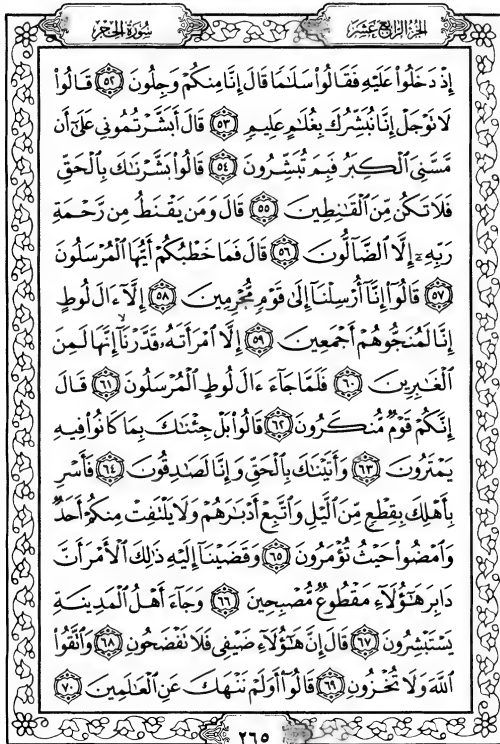 سُورَةُ الحِجْرِ
الجُزْءُ الرَّابِعَ عَشَرَ
إِذْ دَخَلُوا۟ عَلَيْهِ فَقَالُوا۟ سَلَٰمًا قَالَ إِنَّا مِنكُمْ وَجِلُونَ ٥٢ قَالُوا۟
لَا تَوْجَلْ إِنَّا نُبَشِّرُكَ بِغُلَٰمٍ عَلِيمٍ ٥٣ قَالَ أَبَشَّرْتُمُونِى عَلَىٰٓ أَن
مَّسَّنِىَ ٱلْكِبَرُ فَبِمَ تُبَشِّرُونَ ٥٤ قَالُوا۟ بَشَّرْنَٰكَ بِٱلْحَقِّ
فَلَا تَكُن مِّنَ ٱلْقَٰنِطِينَ ٥٥ قَالَ وَمَن يَقْنَطُ مِن رَّحْمَةِ
رَبِّهِۦٓ إِلَّا ٱلضَّآلُّونَ ٥٦ قَالَ فَمَا خَطْبُكُمْ أَيُّهَا ٱلْمُرْسَلُونَ
٥٧ قَالُوٓا۟ إِنَّآ أُرْسِلْنَآ إِلَىٰ قَوْمٍ مُّجْرِمِينَ ٥٨ إِلَّآ ءَالَ لُوطٍ
إِنَّا لَمُنَجُّوهُمْ أَجْمَعِينَ ٥٩ إِلَّا ٱمْرَأَتَهُۥ قَدَّرْنَآ إِنَّهَا لَمِنَ
ٱلْغَٰبِرِينَ ٦٠ فَلَمَّا جَآءَ ءَالَ لُوطٍ ٱلْمُرْسَلُونَ ٦١ قَالَ
إِنَّكُمْ قَوْمٌ مُّنكَرُونَ ٦٢ قَالُوا۟ بَلْ جِئْنَٰكَ بِمَا كَانُوا۟ فِيهِ
يَمْتَرُونَ ٦٣ وَأَتَيْنَٰكَ بِٱلْحَقِّ وَإِنَّا لَصَٰدِقُونَ ٦٤ فَأَسْرِ
بِأَهْلِكَ بِقِطْعٍ مِّنَ ٱلَّيْلِ وَٱتَّبِعْ أَدْبَٰرَهُمْ وَلَا يَلْتَفِتْ مِنكُمْ أَحَدٌ
وَٱمْضُوا۟ حَيْثُ تُؤْمَرُونَ ٦٥ وَقَضَيْنَآ إِلَيْهِ ذَٰلِكَ ٱلْأَمْرَ أَنَّ
دَابِرَ هَٰٓؤُلَآءِ مَقْطُوعٌ مُّصْبِحِينَ ٦٦ وَجَآءَ أَهْلُ ٱلْمَدِينَةِ
يَسْتَبْشِرُونَ ٦٧ قَالَ إِنَّ هَٰٓؤُلَآءِ ضَيْفِى فَلَا تَفْضَحُونِ ٦٨ وَٱتَّقُوا۟
ٱللَّهَ وَلَا تُخْزُونِ ٦٩ قَالُوٓا۟ أَوَلَمْ نَنْهَكَ عَنِ ٱلْعَٰلَمِينَ ٧٠
٢٦٥